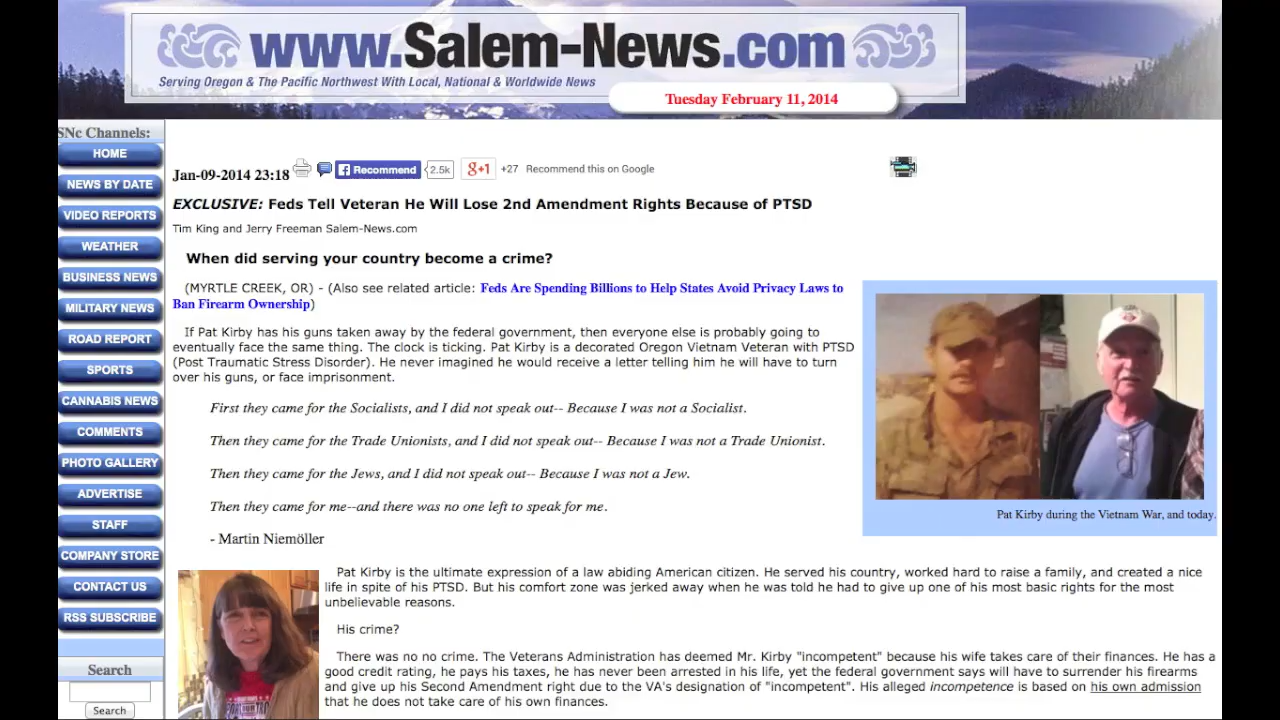 www.Salem-News.com
Serving Oregon & The Pacific Northwest With Local, National & Worldwide News
Tuesday February 11, 2014
SNc Channels:
HOME
NEWS BY DATE
VIDEO REPORTS
WEATHER
BUSINESS NEWS
MILITARY NEWS
ROAD REPORT
SPORTS
CANNABIS NEWS
COMMENTS
PHOTO GALLERY
ADVERTISE
STAFF
COMPANY STORE
CONTACT US
RSS SUBSCRIBE
Search
Search
Jan-09-2014 23:18 Recommend 2.5k g+1 +27 Recommend this on Google
EXCLUSIVE: Feds Tell Veteran He Will Lose 2nd Amendment Rights Because of PTSD
Tim King and Jerry Freeman Salem-News.com
When did serving your country become a crime?
(MYRTLE CREEK, OR) - (Also see related article: Feds Are Spending Billions to Help States Avoid Privacy Laws to
Ban Firearm Ownership)
If Pat Kirby has his guns taken away by the federal government, then everyone else is probably going to
eventually face the same thing. The clock is ticking. Pat Kirby is a decorated Oregon Vietnam Veteran with PTSD
(Post Traumatic Stress Disorder). He never imagined he would receive a letter telling him he will have to turn
over his guns, or face imprisonment.
First they came for the Socialists, and I did not speak out-- Because I was not a Socialist.
Then they came for the Trade Unionists, and I did not speak out-- Because I was not a Trade Unionist.
Then they came for the Jews, and I did not speak out-- Because I was not a Jew.
Then they came for me--and there was no one left to speak for me.
- Martin Niemöller
Pat Kirby during the Vietnam War, and today.
Pat Kirby is the ultimate expression of a law abiding American citizen. He served his country, worked hard to raise a family, and created a nice
life in spite of his PTSD. But his comfort zone was jerked away when he was told he had to give up one of his most basic rights for the most
unbelievable reasons.
His crime?
There was no no crime. The Veterans Administration has deemed Mr. Kirby "incompetent" because his wife takes care of their finances. He has a
good credit rating, he pays his taxes, he has never been arrested in his life, yet the federal government says will have to surrender his firearms
and give up his Second Amendment right due to the VA's designation of "incompetent". His alleged incompetence is based on his own admission
that he does not take care of his own finances.